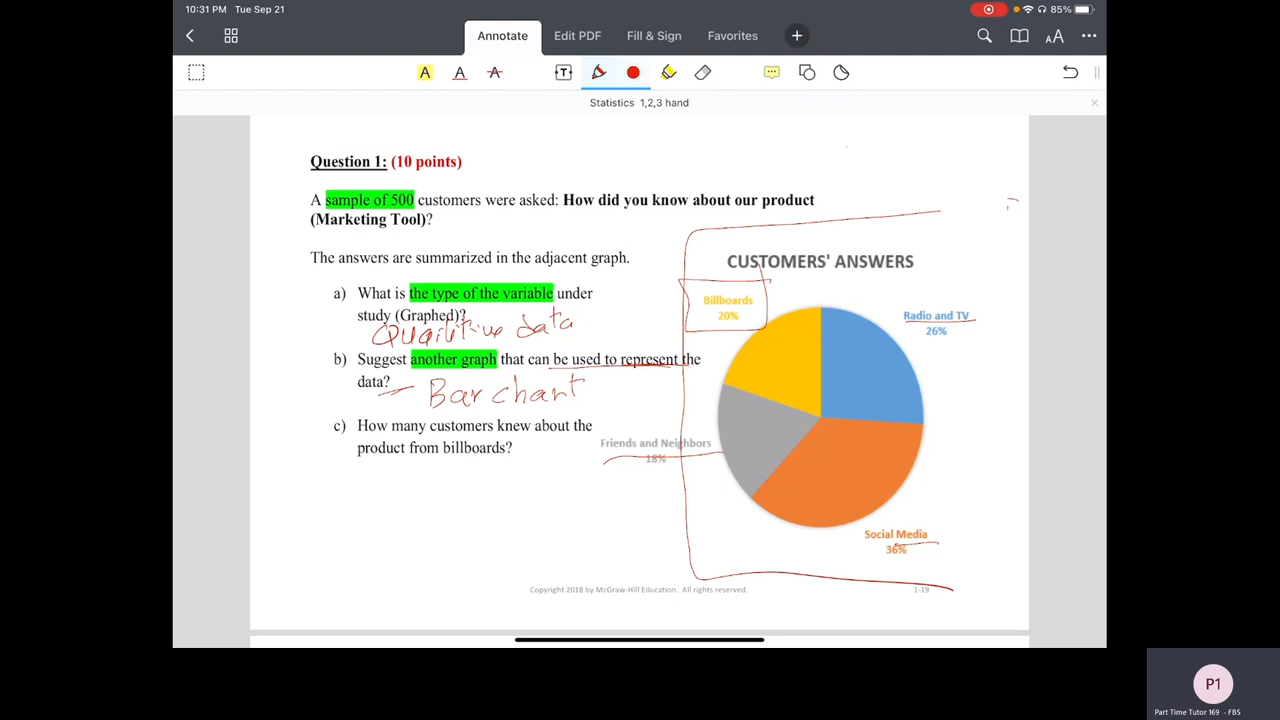 10:31 PM Tue Sep 21
85%
Annotate Edit PDF Fill & Sign Favorites
Statistics 1,2,3 hand
Question 1: (10 points)
A sample of 500 customers were asked: How did you know about our product
(Marketing Tool)?
The answers are summarized in the adjacent graph.
a) What is the type of the variable under
study (Graphed)?
Qualitive data
b) Suggest another graph that can be used to represent the
data?
Bar chart
c) How many customers knew about the
product from billboards?
CUSTOMERS' ANSWERS
Billboards
20%
Radio and TV
26%
Friends and Neighbors
18%
Social Media
36%
Copyright 2018 by McGraw-Hill Education. All rights reserved.
1-19
P1
Part Time Tutor 169 - FBS